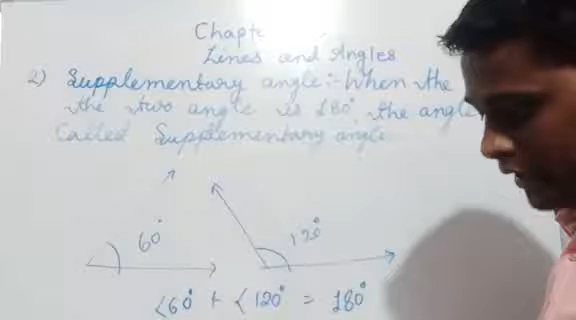 Chapte
Lines and Angles
2) Supplementary angle:- When the
the two angle is 180°, the angle
Called Supplementary angle
60° 120°
<60° + <120° = 180°